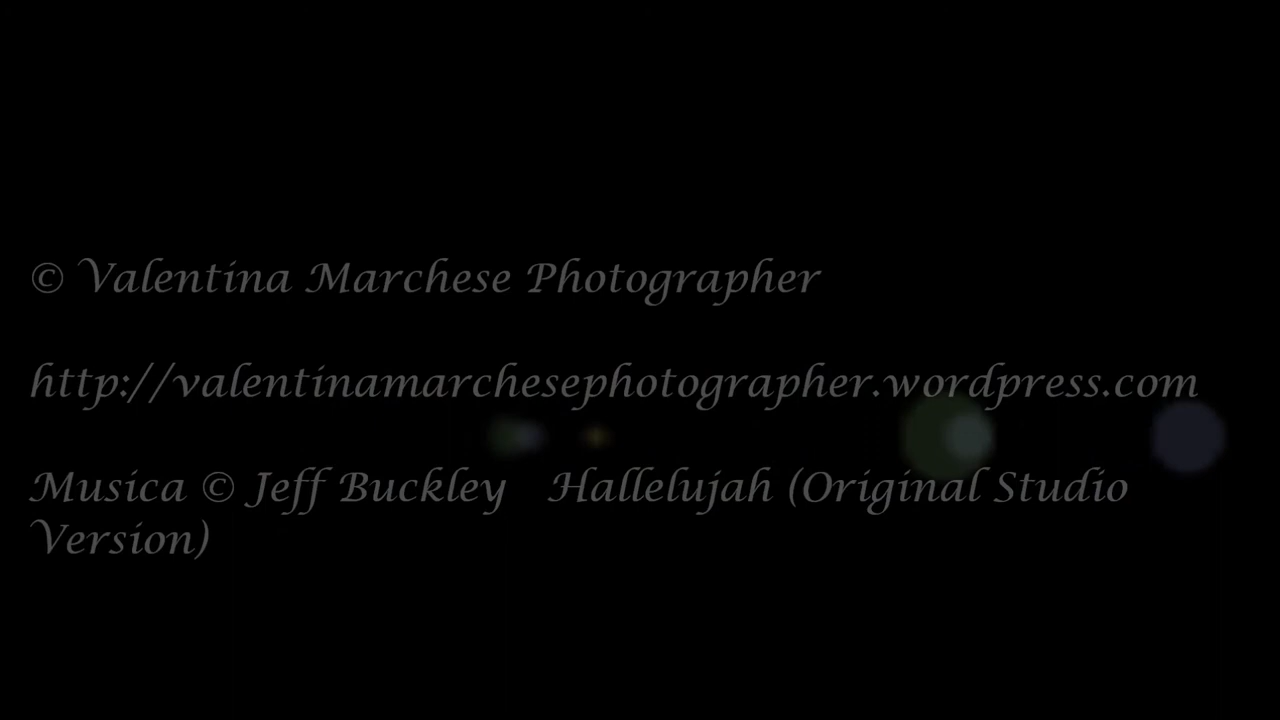 © Valentina Marchese Photographer
http://valentinamarchesephotographer.wordpress.com
Musica © Jeff Buckley Hallelujah (Original Studio
Version)